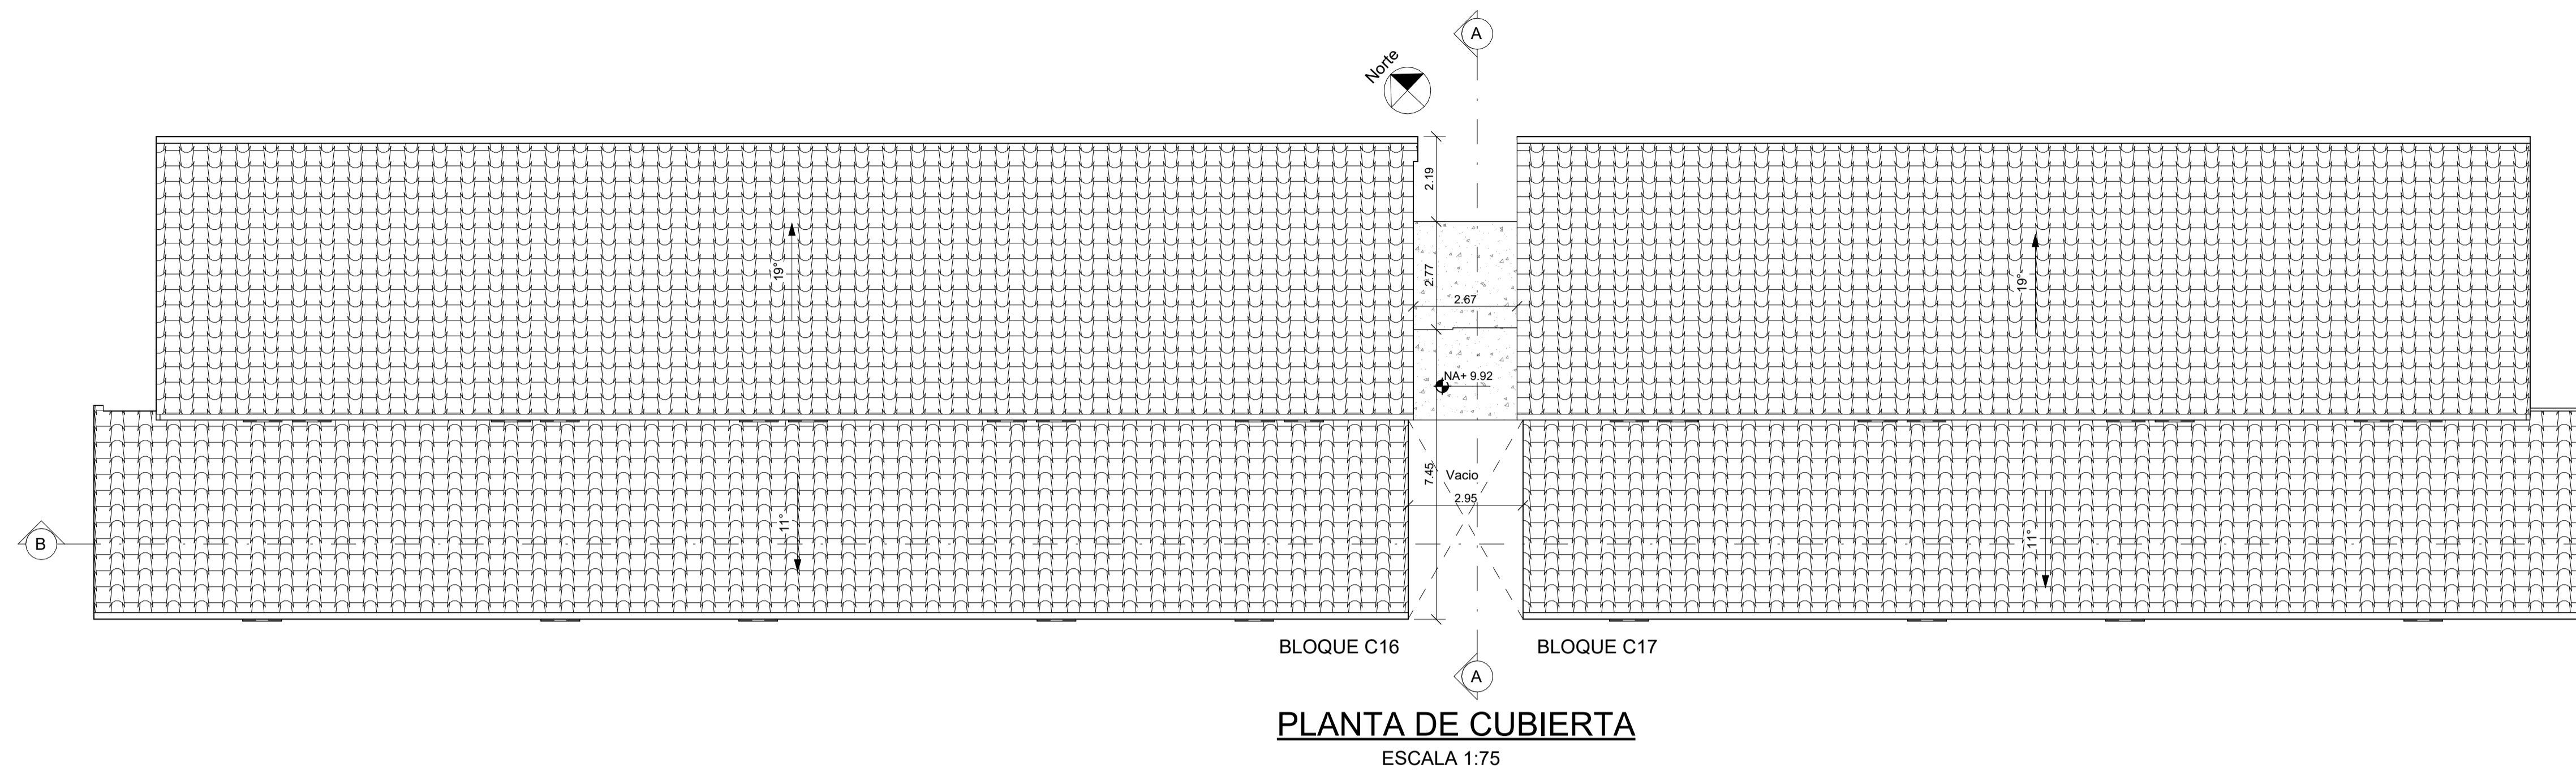 A
Norte
2.19
19°
2.77
19°
2.67
NA+ 9.92
7.45
Vacio
2.95
11°
11°
B
BLOQUE C16
BLOQUE C17
A
PLANTA DE CUBIERTA
ESCALA 1:75